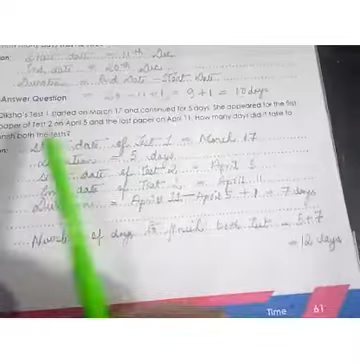 Start date = 11th Dec
on: End date = 20th Dec
Duration = End Date - Start Date
= 20 - 11 + 1 = 9 + 1 = 10 days
Answer Question
Diksha's Test 1 started on March 17 and continued for 5 days. She appeared for the first
paper of Test 2 on April 5 and the last paper on April 11. How many days did it take to
finish both the tests?
on: date of Test 1 = March 17
= 5 days
date of Test 2 = April 5
End date of Test = April 11
= April 11 - April 5 + 1 = 7 days
Number of days to finish both test = 5 + 7
= 12 days
Time 61